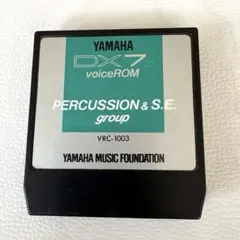 YAMAHA
DX7
voiceROM
PERCUSSION & S.E.
group
VRC-1003
YAMAHA MUSIC FOUNDATION